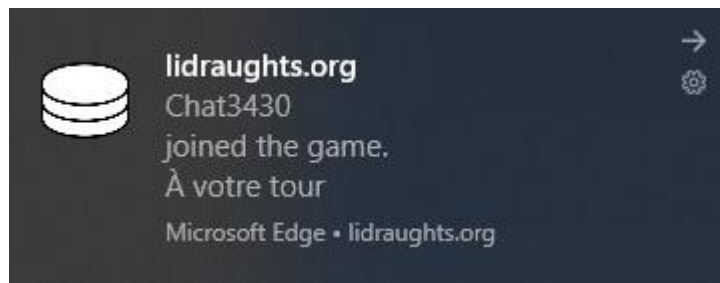 lidraughts.org
Chat3430
joined the game.
À votre tour
Microsoft Edge • lidraughts.org